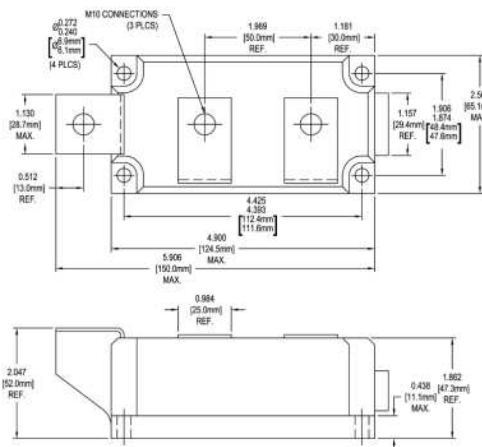 M10 CONNECTIONS
(3 PLCS)
1.969
[50.0mm]
REF.
1.181
[30.0mm]
REF.
Ø 0.272
0.240
[Ø 6.9mm
6.1mm]
(4 PLCS)
1.130
[28.7mm]
MAX.
0.512
[13.0mm]
REF.
1.157
[29.4mm]
MAX.
1.906
1.874
[48.4mm
47.6mm]
MAX.
4.425
4.393
[112.4mm
111.6mm]
4.900
[124.5mm]
MAX.
5.906
[150.0mm]
MAX.
0.984
[25.0mm]
REF.
2.047
[52.0mm]
REF.
0.438
[11.1mm]
MAX.
1.862
[47.3mm]
REF.